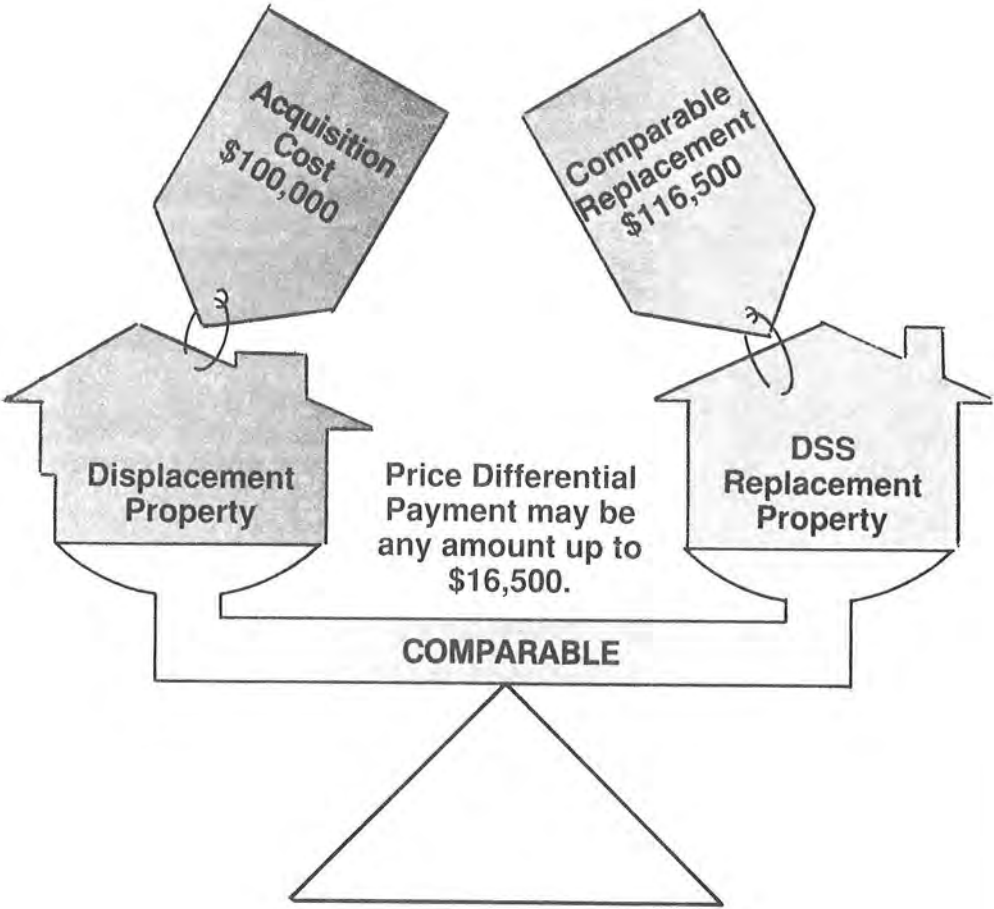 Acquisition
Cost
$100,000
Comparable
Replacement
$116,500
Displacement
Property
Price Differential
Payment may be
any amount up to
$16,500.
DSS
Replacement
Property
COMPARABLE